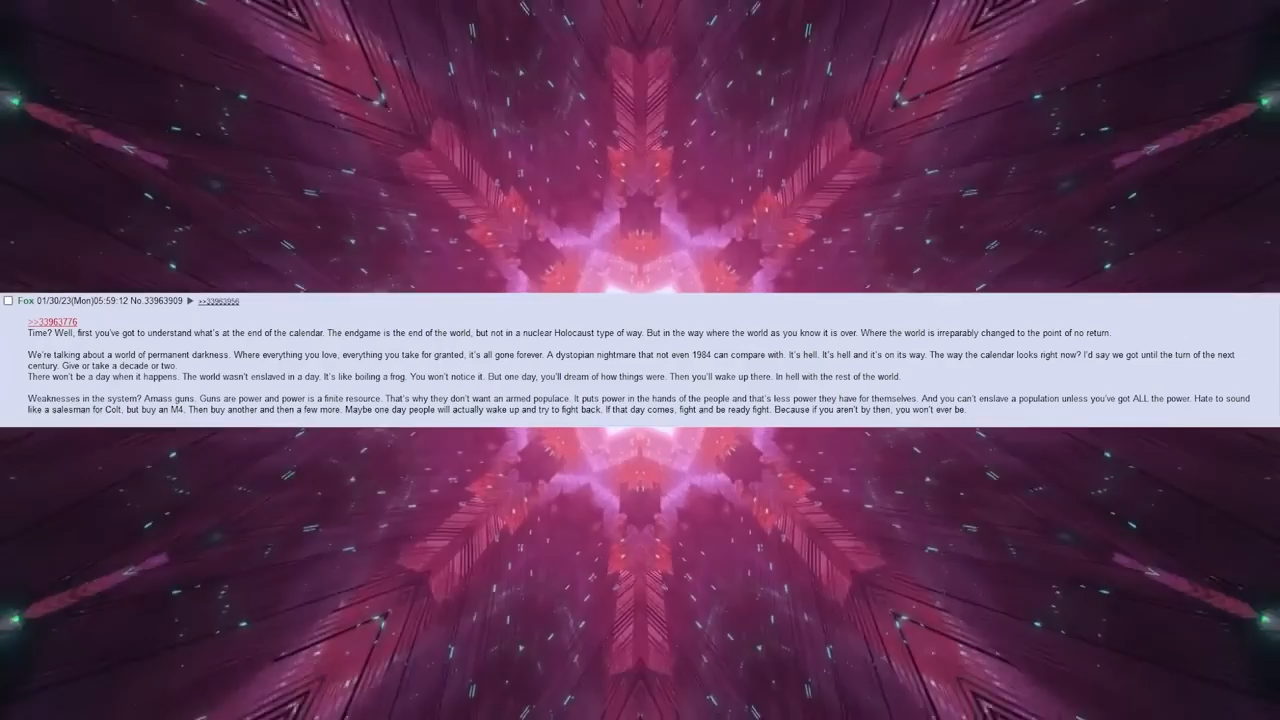 Fox 01/30/23(Mon)05:59:12 No.33963909 ▶ >>33963956
>>33963776
Time? Well, first you've got to understand what's at the end of the calendar. The endgame is the end of the world, but not in a nuclear Holocaust type of way. But in the way where the world as you know it is over. Where the world is irreparably changed to the point of no return.
We're talking about a world of permanent darkness. Where everything you love, everything you take for granted, it's all gone forever. A dystopian nightmare that not even 1984 can compare with. It's hell. It's hell and it's on its way. The way the calendar looks right now? I'd say we got until the turn of the next
century. Give or take a decade or two.
There won't be a day when it happens. The world wasn't enslaved in a day. It's like boiling a frog. You won't notice it. But one day, you'll dream of how things were. Then you'll wake up there. In hell with the rest of the world.
Weaknesses in the system? Amass guns. Guns are power and power is a finite resource. That's why they don't want an armed populace. It puts power in the hands of the people and that's less power they have for themselves. And you can't enslave a population unless you've got ALL the power. Hate to sound
like a salesman for Colt, but buy an M4. Then buy another and then a few more. Maybe one day people will actually wake up and try to fight back. If that day comes, fight and be ready fight. Because if you aren't by then, you won't ever be.